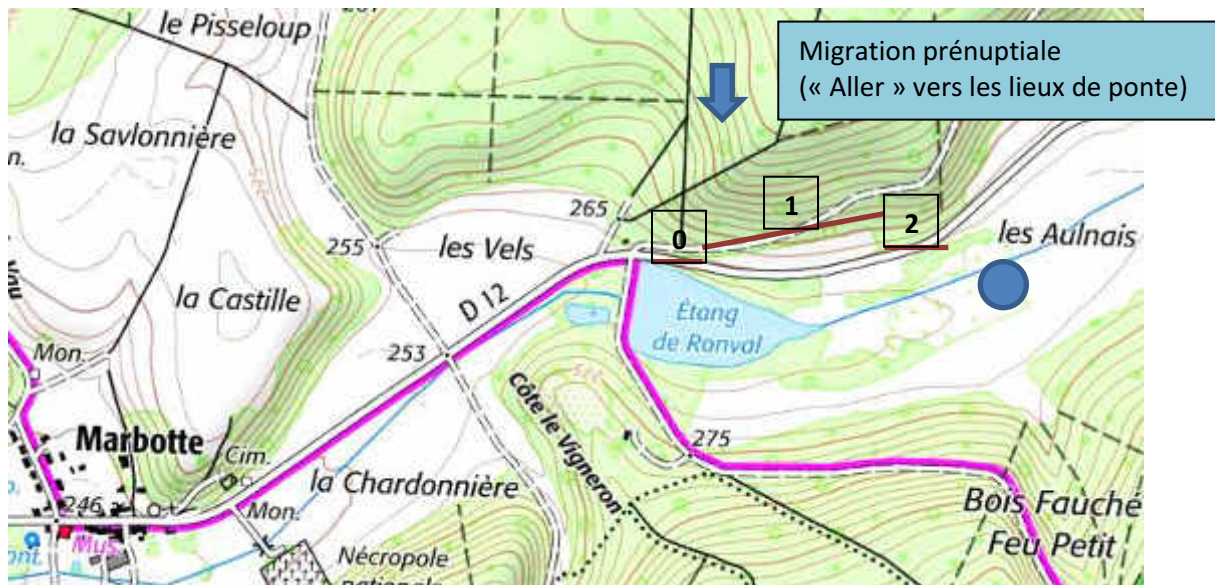 le Pisseloup
Migration prénuptiale
(« Aller » vers les lieux de ponte)
la Savlonnière
n.
265
0
1
2
les Aulnais
255
les Vels
la Castille
D 12
Étang
de Ronval
253
Mon.
Côte le Vigneron
Marbotte
275
Cim.
la Chardonnière
246
Mon.
Mus.
Bois Fauché
Feu Petit
ont.
Nécropole
nationale